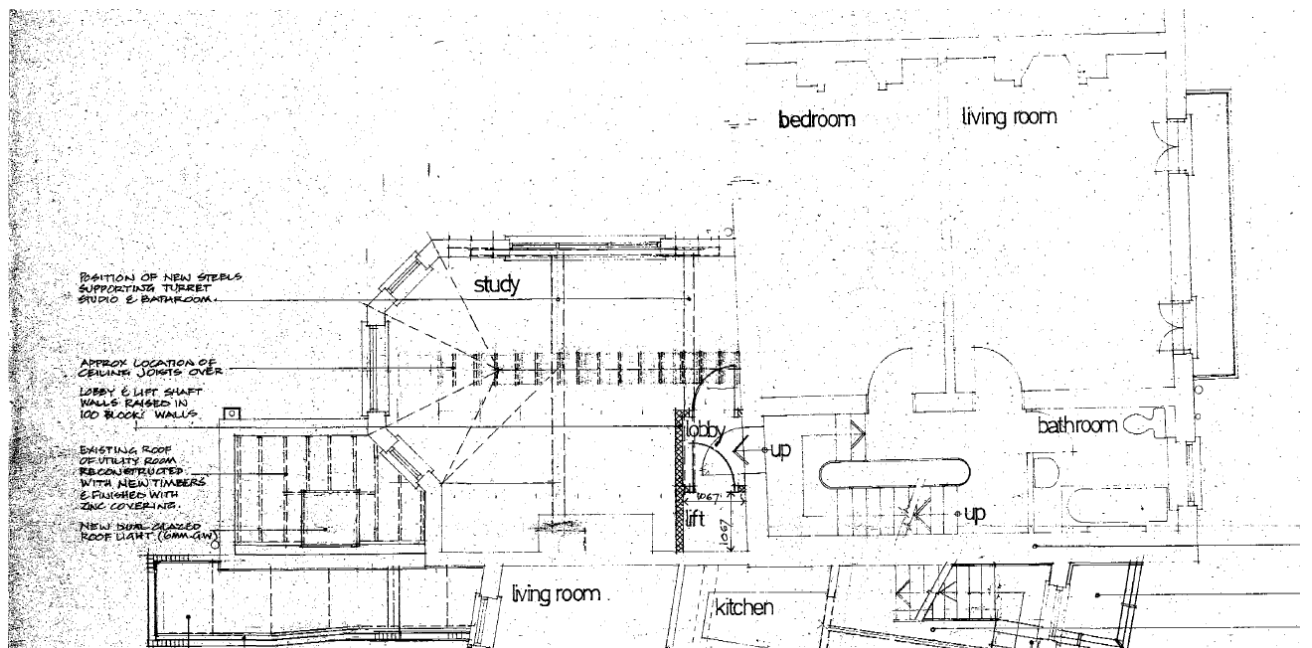 bedroom
living room
POSITION OF NEW STEELS
SUPPORTING TURRET
STUDIO & BATHROOM.
study
APPROX LOCATION OF
CEILING JOISTS OVER
LOBBY & LIFT SHAFT
WALLS RAISED IN
100 BLOCK WALLS
lobby
up
bathroom
EXISTING ROOF
OF UTILITY ROOM
RECONSTRUCTED
WITH NEW TIMBERS
& FINISHED WITH
ZINC COVERING.
1067
lift
1067
up
NEW DUAL GLAZED
ROOF LIGHT (6MM GW)
living room
kitchen